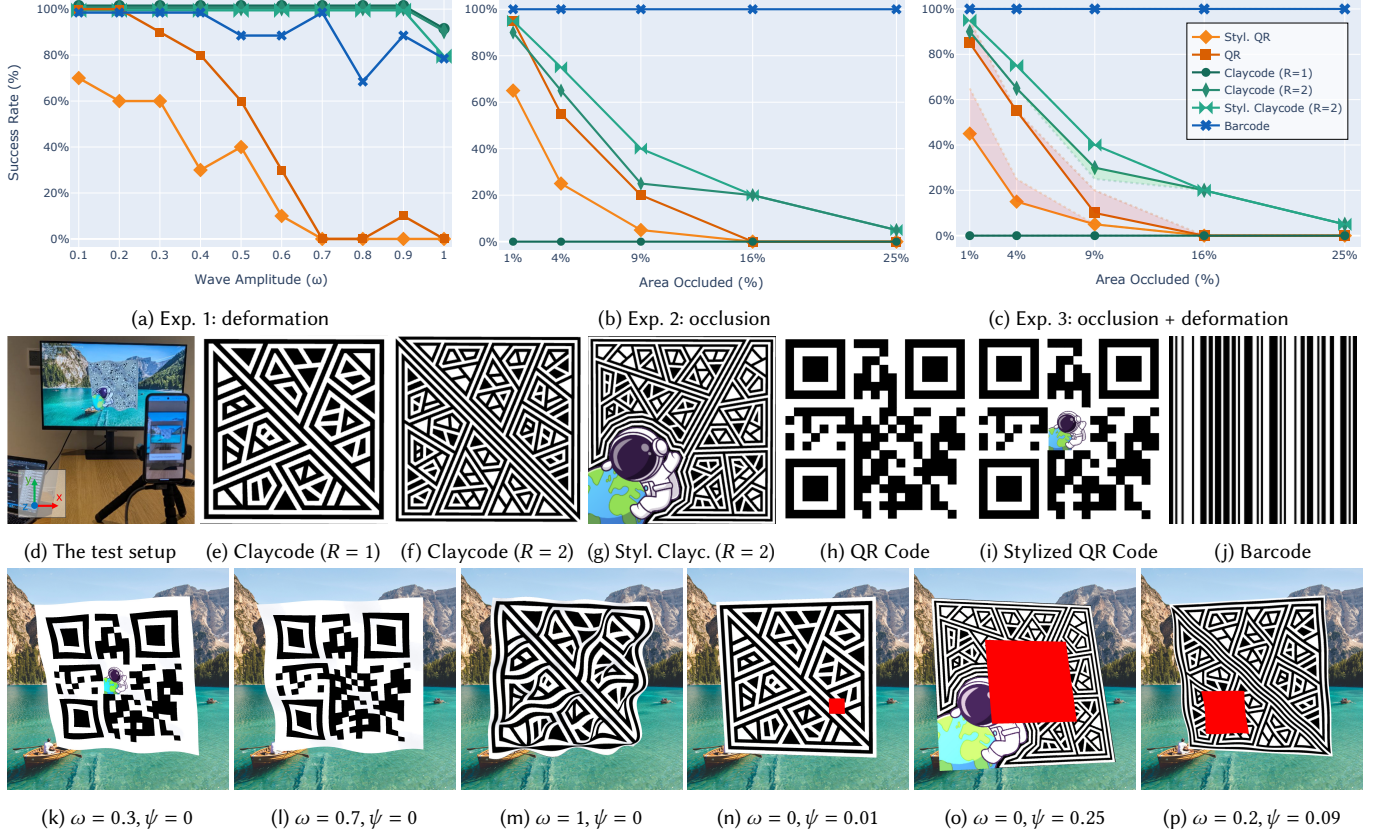 Success Rate (%)
100%
80%
60%
40%
20%
0%
0.1 0.2 0.3 0.4 0.5 0.6 0.7 0.8 0.9 1
Wave Amplitude (ω)
(a) Exp. 1: deformation
100%
80%
60%
40%
20%
0%
1% 4% 9% 16% 25%
Area Occluded (%)
(b) Exp. 2: occlusion
100%
80%
60%
40%
20%
0%
Styl. QR
QR
Claycode (R=1)
Claycode (R=2)
Styl. Claycode (R=2)
Barcode
1% 4% 9% 16% 25%
Area Occluded (%)
(c) Exp. 3: occlusion + deformation
y
z x
(d) The test setup (e) Claycode (R = 1) (f) Claycode (R = 2) (g) Styl. Clayc. (R = 2) (h) QR Code (i) Stylized QR Code (j) Barcode
(k) ω = 0.3, ψ = 0 (l) ω = 0.7, ψ = 0 (m) ω = 1, ψ = 0 (n) ω = 0, ψ = 0.01 (o) ω = 0, ψ = 0.25 (p) ω = 0.2, ψ = 0.09